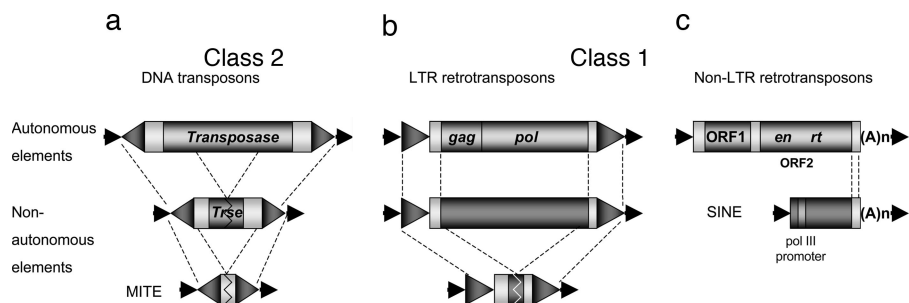 a
b
c
Class 2
Class 1
DNA transposons
LTR retrotransposons
Non-LTR retrotransposons
Autonomous
elements
Transposase
gag
pol
ORF1
en
rt
(A)n
ORF2
Non-
autonomous
elements
Trse
SINE
(A)n
pol III
promoter
MITE